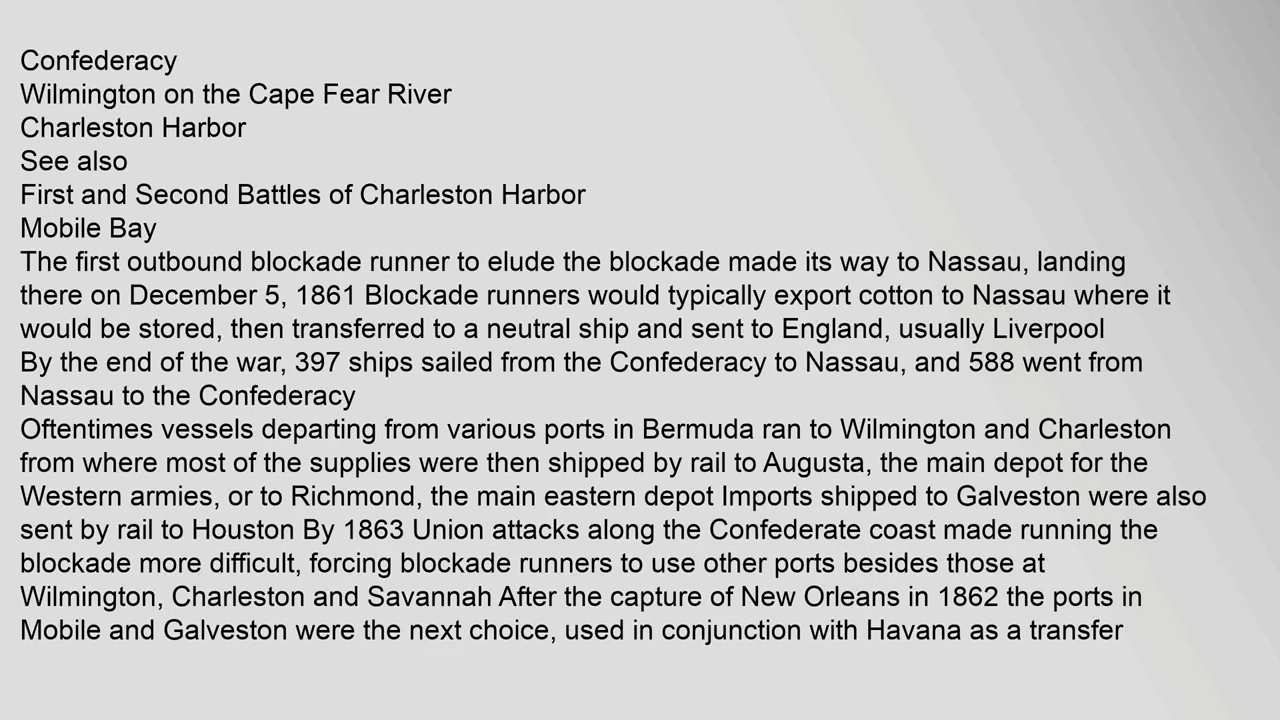 Confederacy
Wilmington on the Cape Fear River
Charleston Harbor
See also
First and Second Battles of Charleston Harbor
Mobile Bay
The first outbound blockade runner to elude the blockade made its way to Nassau, landing
there on December 5, 1861 Blockade runners would typically export cotton to Nassau where it
would be stored, then transferred to a neutral ship and sent to England, usually Liverpool
By the end of the war, 397 ships sailed from the Confederacy to Nassau, and 588 went from
Nassau to the Confederacy
Oftentimes vessels departing from various ports in Bermuda ran to Wilmington and Charleston
from where most of the supplies were then shipped by rail to Augusta, the main depot for the
Western armies, or to Richmond, the main eastern depot Imports shipped to Galveston were also
sent by rail to Houston By 1863 Union attacks along the Confederate coast made running the
blockade more difficult, forcing blockade runners to use other ports besides those at
Wilmington, Charleston and Savannah After the capture of New Orleans in 1862 the ports in
Mobile and Galveston were the next choice, used in conjunction with Havana as a transfer